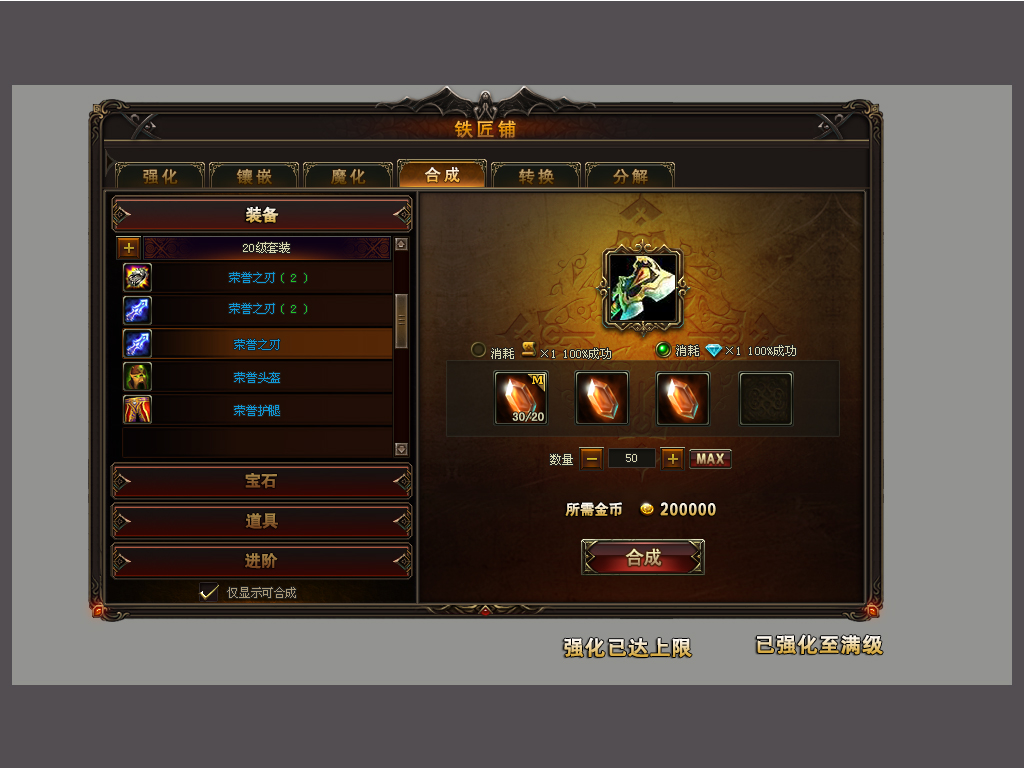 铁匠铺
强化 镶嵌 魔化 合成 转换 分解
装备
20级套装
荣誉之刃(2)
荣誉之刃(2)
荣誉之刃
荣誉头盔
荣誉护腿
宝石
道具
进阶
仅显示可合成
消耗 ×1 100%成功 消耗 ×1 100%成功
M
30/20
数量 50 MAX
所需金币 200000
合成
强化已达上限 已强化至满级